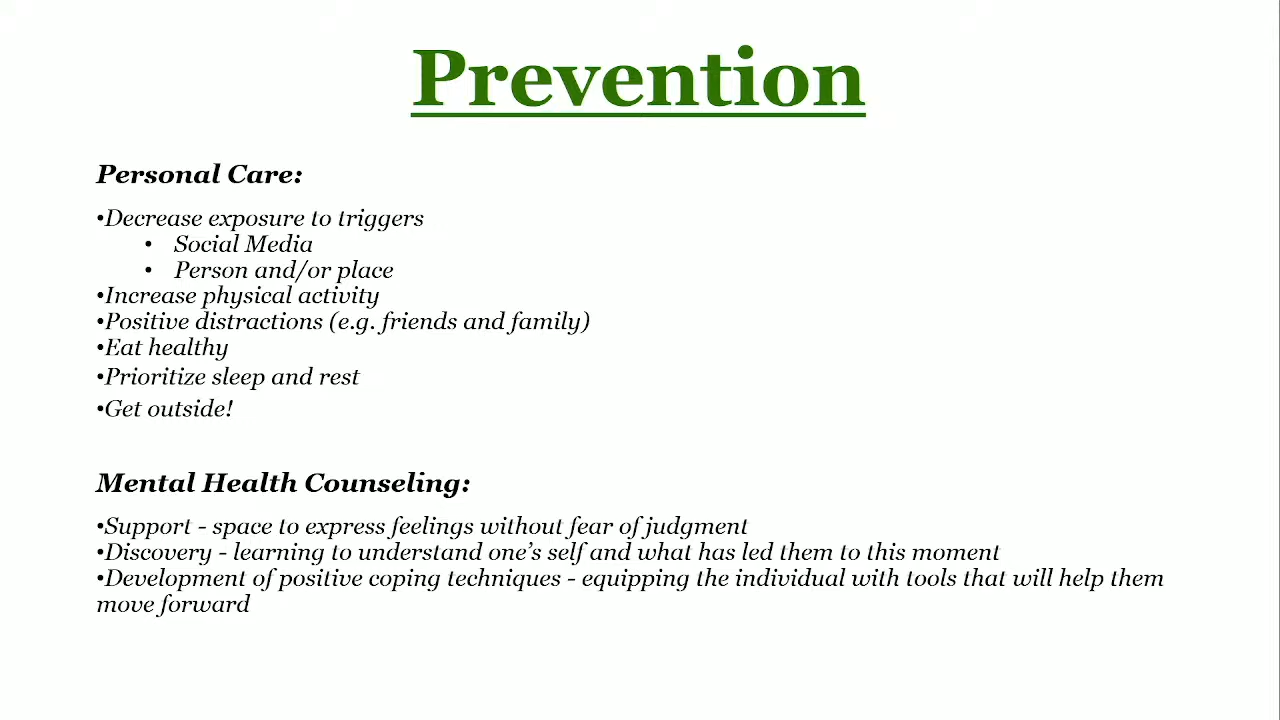 Prevention
Personal Care:
•Decrease exposure to triggers
• Social Media
• Person and/or place
•Increase physical activity
•Positive distractions (e.g. friends and family)
•Eat healthy
•Prioritize sleep and rest
•Get outside!
Mental Health Counseling:
•Support - space to express feelings without fear of judgment
•Discovery - learning to understand one’s self and what has led them to this moment
•Development of positive coping techniques - equipping the individual with tools that will help them
move forward